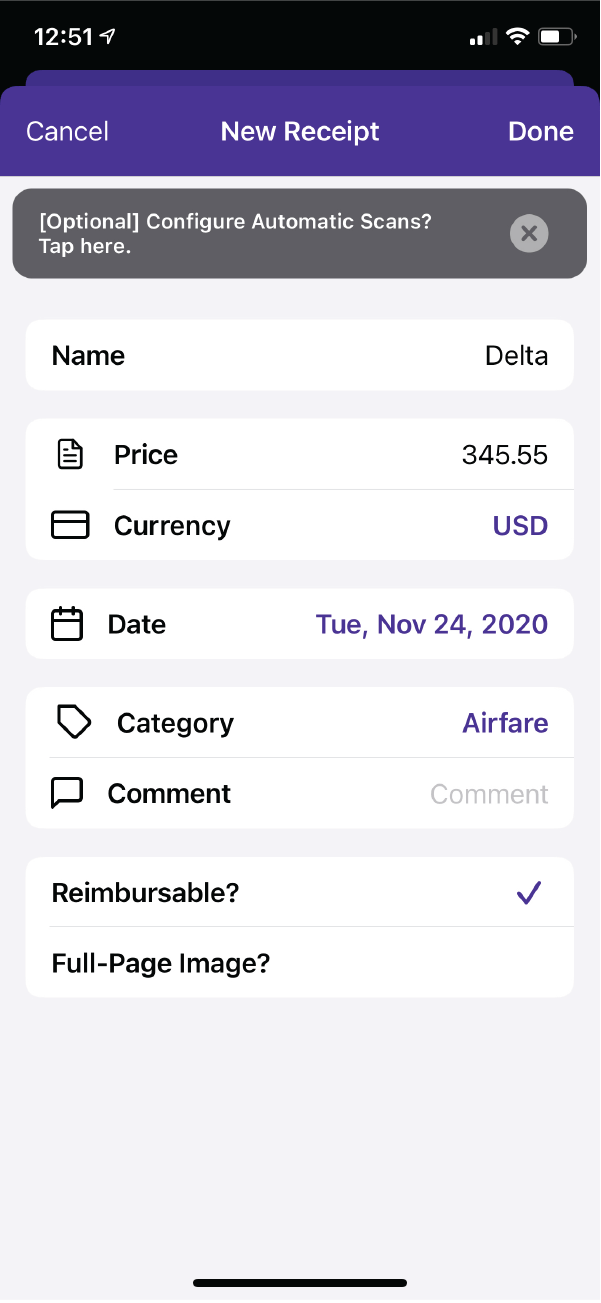 12:51
Cancel New Receipt Done
[Optional] Configure Automatic Scans?
Tap here.
Name Delta
Price 345.55
Currency USD
Date Tue, Nov 24, 2020
Category Airfare
Comment Comment
Reimbursable?
Full-Page Image?